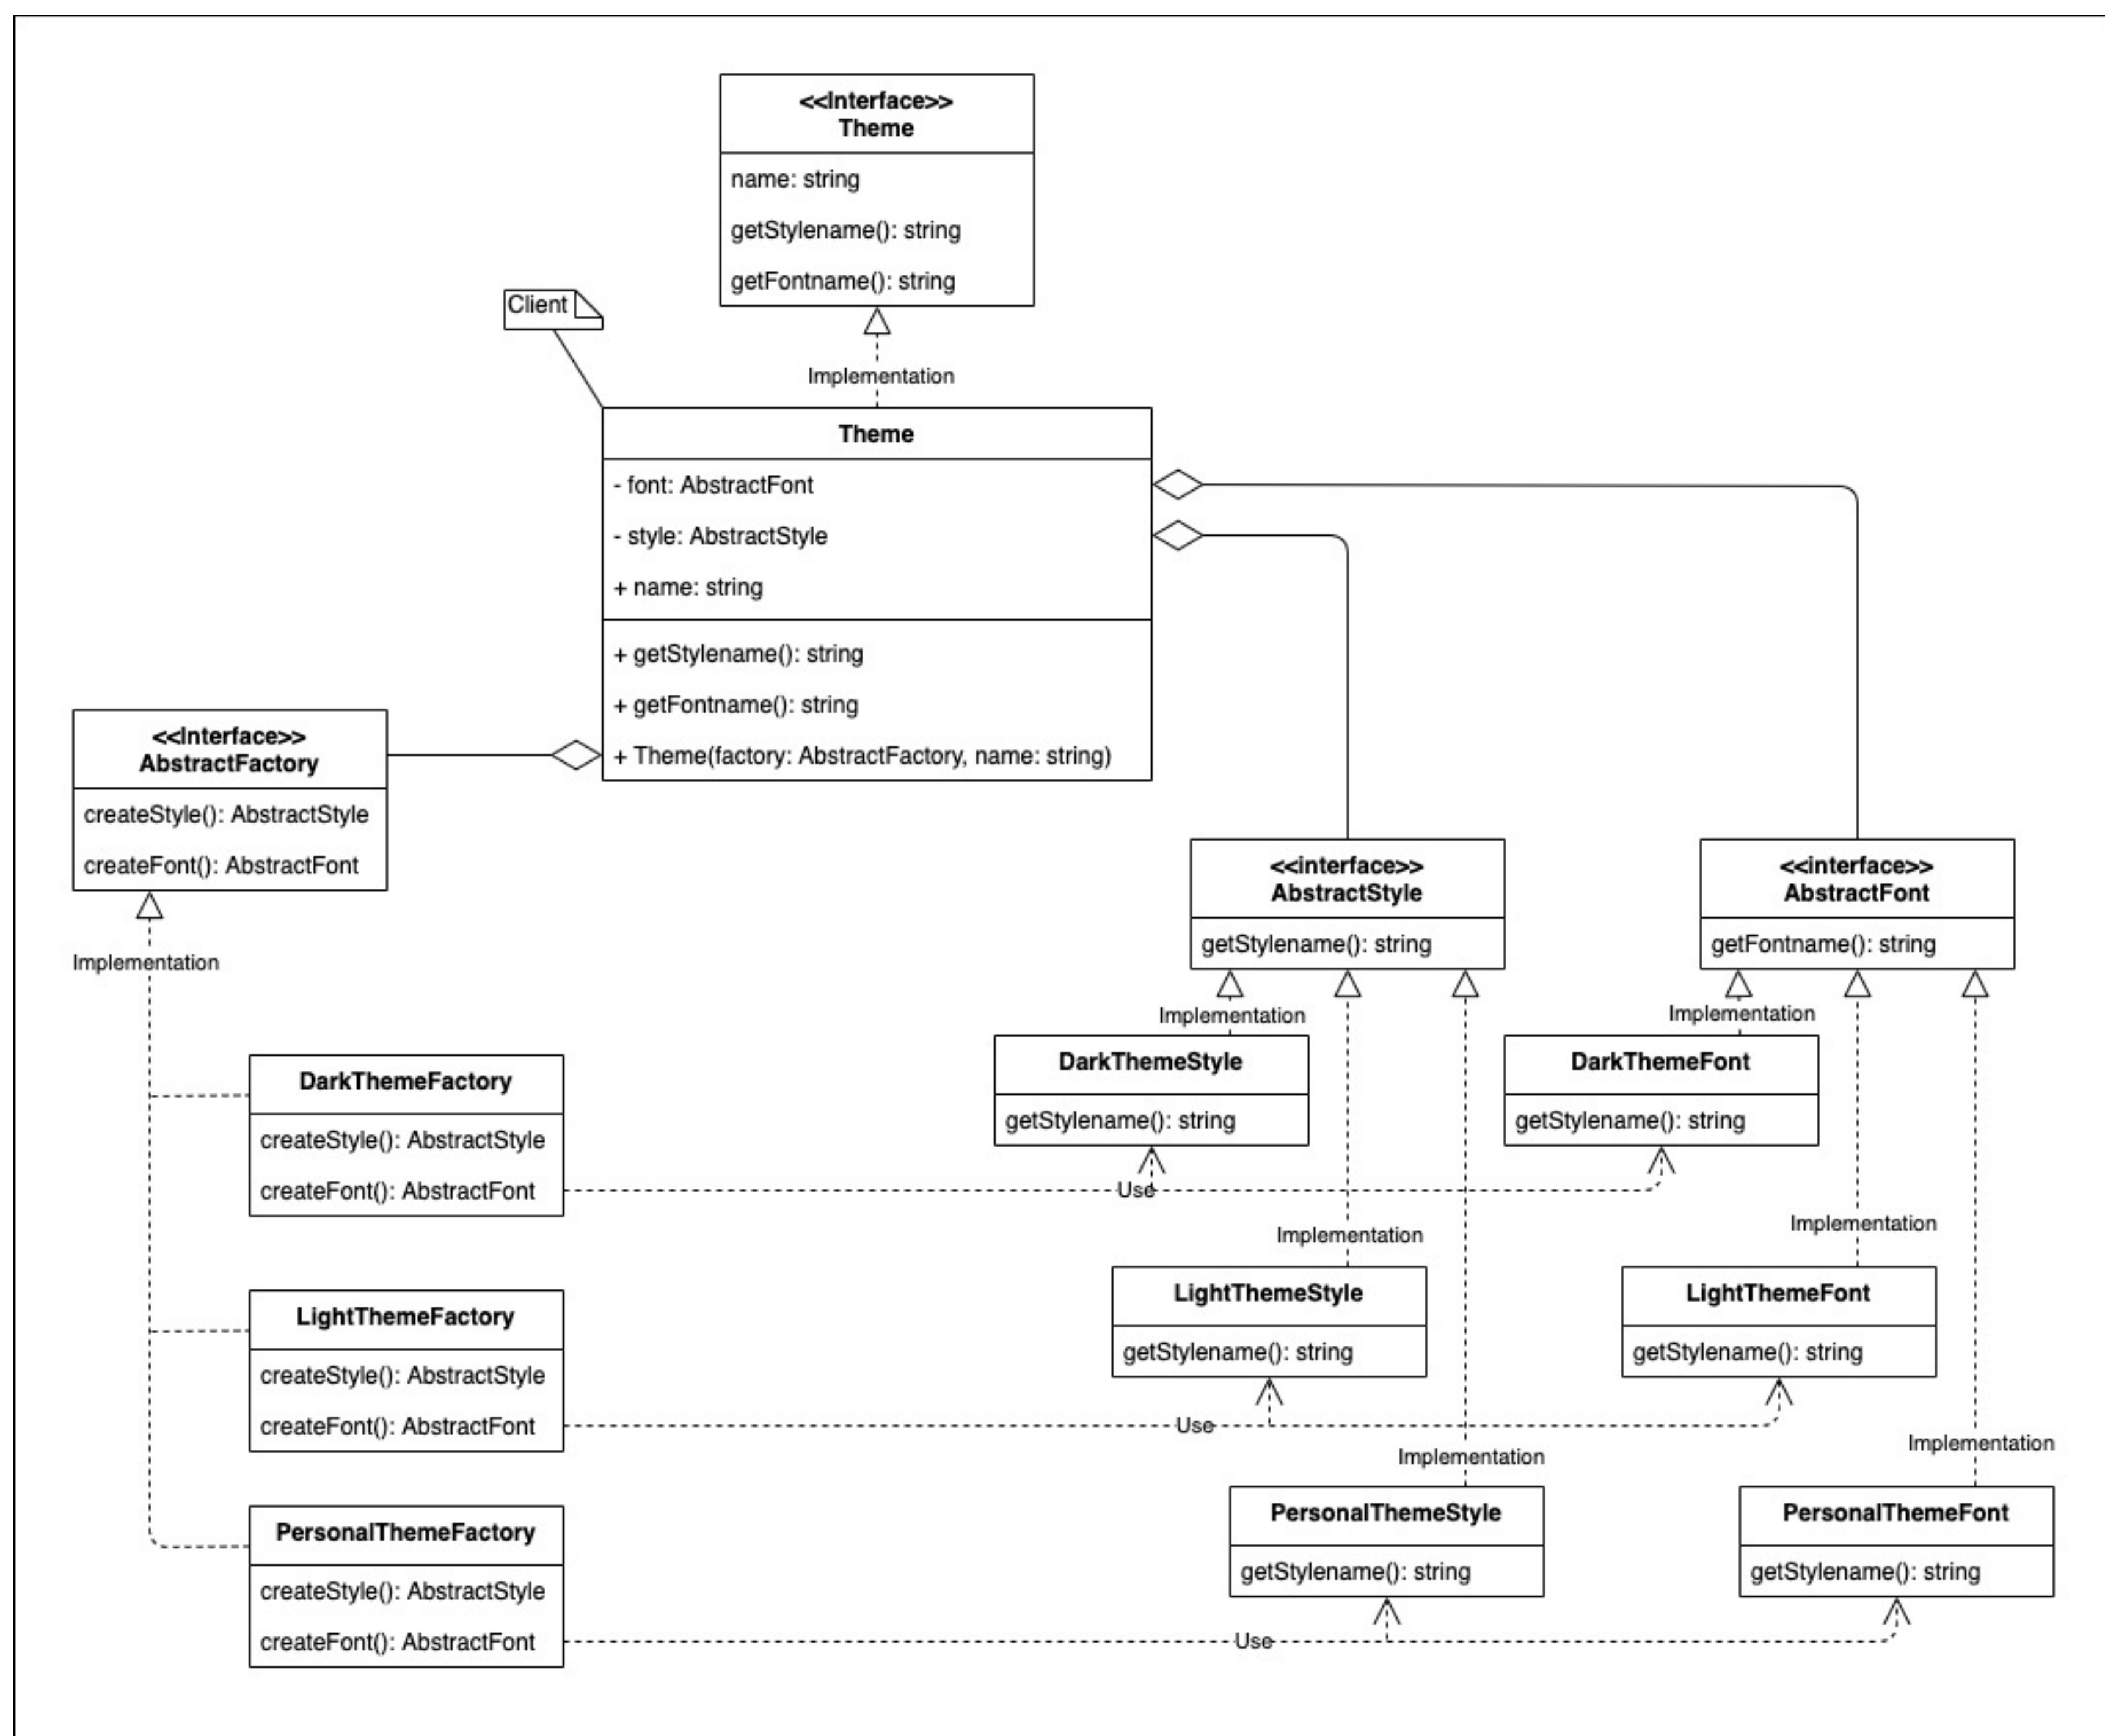 <<Interface>>
Theme
name: string
getStylename(): string
getFontname(): string
Client
Implementation
Theme
- font: AbstractFont
- style: AbstractStyle
+ name: string
+ getStylename(): string
+ getFontname(): string
+ Theme(factory: AbstractFactory, name: string)
<<Interface>>
AbstractFactory
createStyle(): AbstractStyle
createFont(): AbstractFont
Implementation
<<interface>>
AbstractStyle
getStylename(): string
<<interface>>
AbstractFont
getFontname(): string
Implementation
Implementation
DarkThemeFactory
createStyle(): AbstractStyle
createFont(): AbstractFont
DarkThemeStyle
getStylename(): string
DarkThemeFont
getStylename(): string
Use
Implementation
Implementation
LightThemeFactory
createStyle(): AbstractStyle
createFont(): AbstractFont
LightThemeStyle
getStylename(): string
LightThemeFont
getStylename(): string
Use
Implementation
Implementation
PersonalThemeFactory
createStyle(): AbstractStyle
createFont(): AbstractFont
PersonalThemeStyle
getStylename(): string
PersonalThemeFont
getStylename(): string
Use